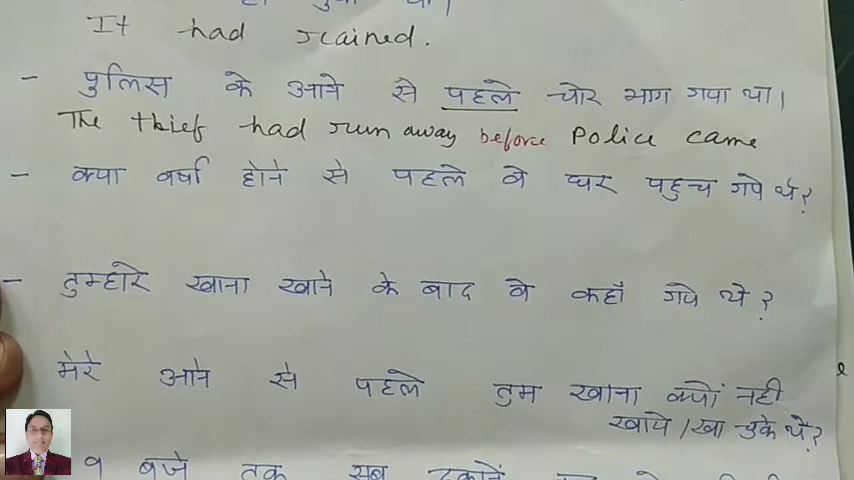 It had rained.
- पुलिस के आने से पहले चोर भाग गया था।
The thief had run away before Police came
- क्या वर्षा होने से पहले वे घर पहुच गये थे?
- तुम्हारे खाना खाने के बाद वे कहाँ गये थे?
मेरे आने से पहले तुम खाना क्यों नही
खाये / खा चुके थे?
९ बजे तक सब दुकानें